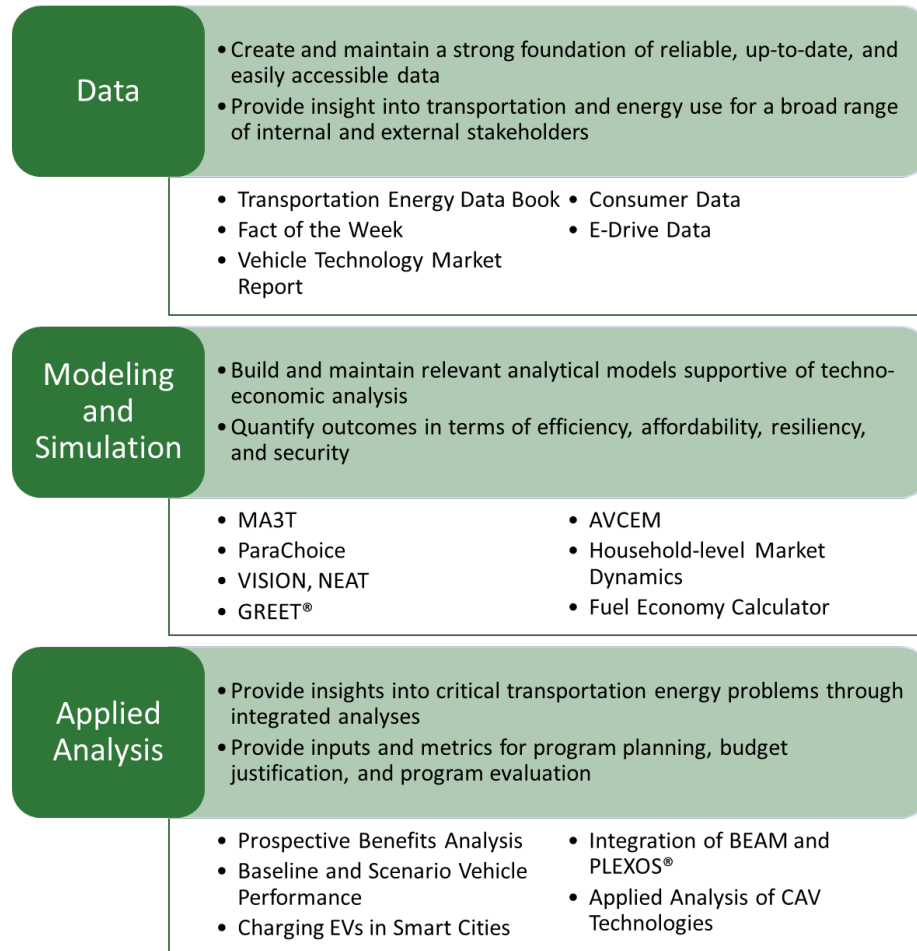 Data
• Create and maintain a strong foundation of reliable, up-to-date, and
easily accessible data
• Provide insight into transportation and energy use for a broad range
of internal and external stakeholders
• Transportation Energy Data Book
• Fact of the Week
• Vehicle Technology Market
Report
• Consumer Data
• E-Drive Data
Modeling
and
Simulation
• Build and maintain relevant analytical models supportive of techno-
economic analysis
• Quantify outcomes in terms of efficiency, affordability, resiliency,
and security
• MA3T
• ParaChoice
• VISION, NEAT
• GREET®
• AVCEM
• Household-level Market
Dynamics
• Fuel Economy Calculator
Applied
Analysis
• Provide insights into critical transportation energy problems through
integrated analyses
• Provide inputs and metrics for program planning, budget
justification, and program evaluation
• Prospective Benefits Analysis
• Baseline and Scenario Vehicle
Performance
• Charging EVs in Smart Cities
• Integration of BEAM and
PLEXOS®
• Applied Analysis of CAV
Technologies